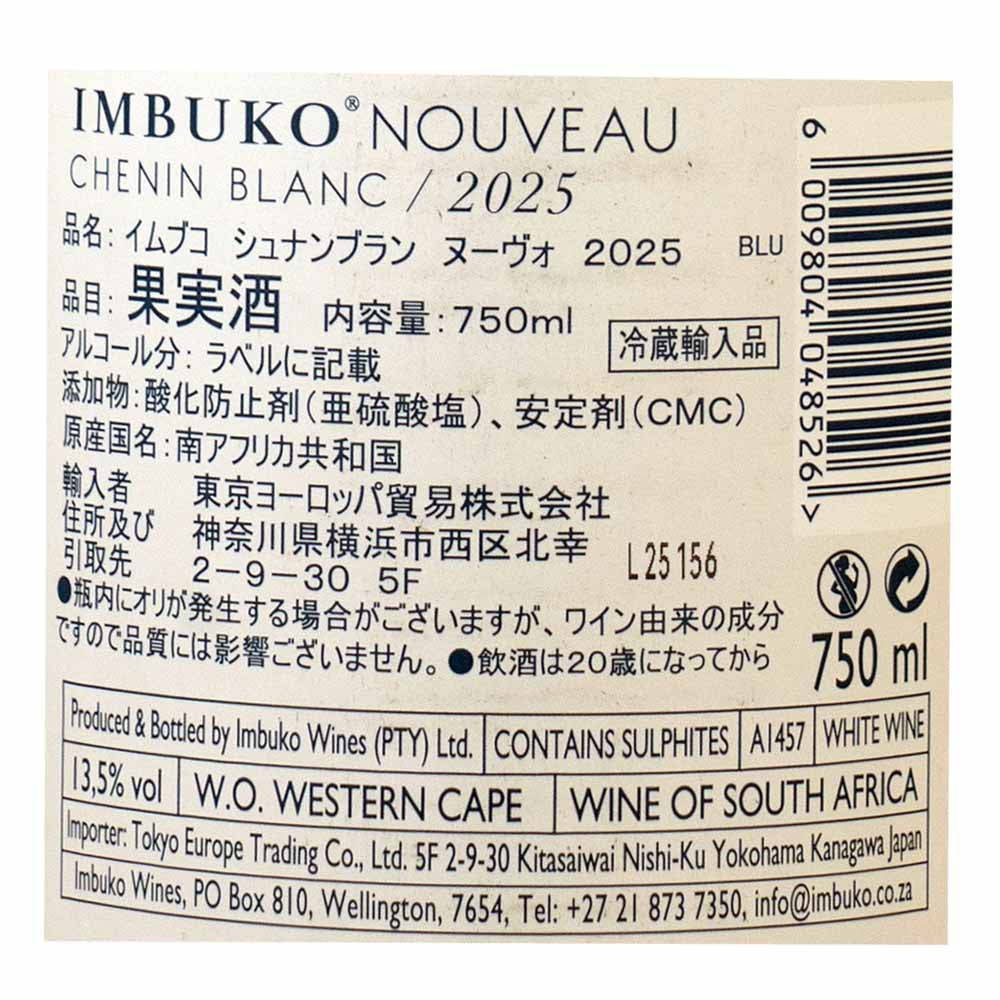 IMBUKO® NOUVEAU
CHENIN BLANC / 2025
品名: イムブコ シュナンブラン ヌーヴォ 2025 BLU
品目: 果実酒 内容量:750ml
冷蔵輸入品
アルコール分: ラベルに記載
添加物:酸化防止剤(亜硫酸塩)、安定剤(CMC)
原産国名:南アフリカ共和国
輸入者 東京ヨーロッパ貿易株式会社
住所及び 神奈川県横浜市西区北幸
引取先 2-9-30 5F
L25156
●瓶内にオリが発生する場合がございますが、ワイン由来の成分
ですので品質には影響ございません。●飲酒は20歳になってから
6 009804 048526 >
750 ml
Produced & Bottled by Imbuko Wines (PTY) Ltd. CONTAINS SULPHITES A1457 WHITE WINE
13,5% vol W.O. WESTERN CAPE WINE OF SOUTH AFRICA
Importer: Tokyo Europe Trading Co., Ltd. 5F 2-9-30 Kitasaiwai Nishi-Ku Yokohama Kanagawa Japan
Imbuko Wines, PO Box 810, Wellington, 7654, Tel: +27 21 873 7350, info@imbuko.co.za